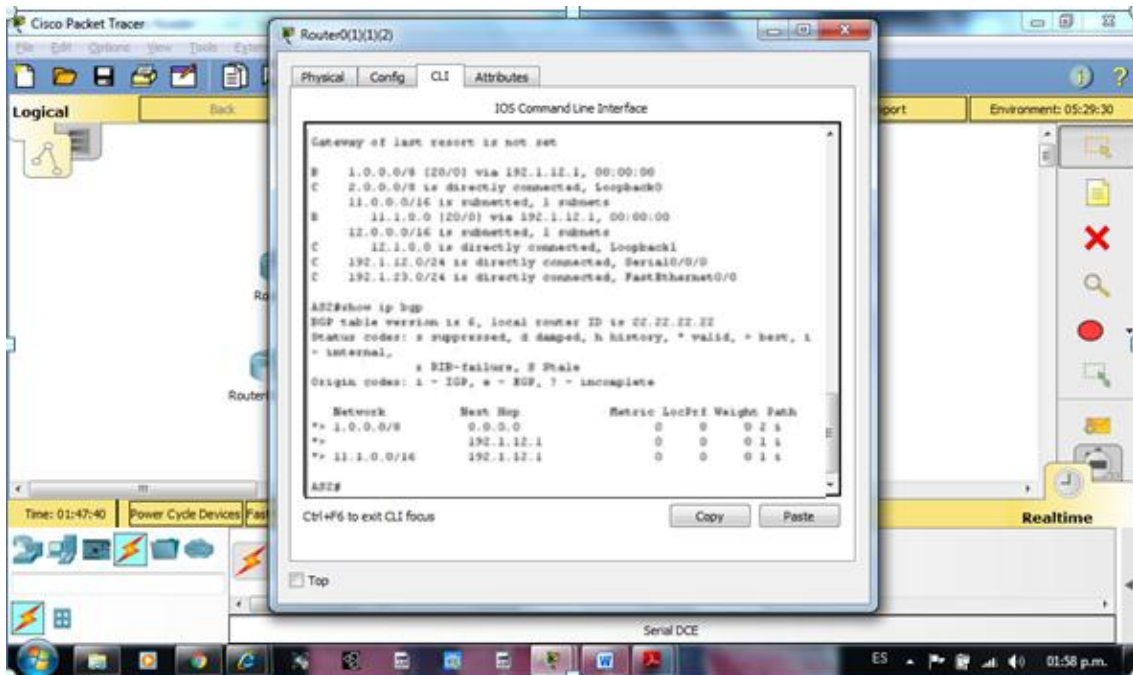 Cisco Packet Tracer
File Edit Options View Tools
Router0(1)(1)(2)
Physical Config CLI Attributes
Logical
Back
port
Environment: 05:29:30
IOS Command Line Interface
Gateway of last resort is not set
B 1.0.0.0/8 [20/0] via 192.1.12.1, 00:00:00
C 2.0.0.0/8 is directly connected, Loopback0
11.0.0.0/16 is subnetted, 1 subnets
B 11.1.0.0 [20/0] via 192.1.12.1, 00:00:00
12.0.0.0/16 is subnetted, 1 subnets
C 12.1.0.0 is directly connected, Loopback1
C 192.1.12.0/24 is directly connected, Serial0/0/0
C 192.1.23.0/24 is directly connected, FastEthernet0/0
AS2#show ip bgp
BGP table version is 6, local router ID is 22.22.22.22
Status codes: s suppressed, d damped, h history, * valid, > best, i
- internal,
r RIB-failure, S Stale
Origin codes: i - IGP, e - EGP, ? - incomplete
Network Next Hop Metric LocPrf Weight Path
*> 1.0.0.0/8 0.0.0.0 0 0 0 2 i
*> 192.1.12.1 0 0 0 1 i
*> 11.1.0.0/16 192.1.12.1 0 0 0 1 i
AS2#
Ro
Router
Ctrl+F6 to exit CLI focus
Copy
Paste
Time: 01:47:40
Power Cycle Devices
Fas
Realtime
Top
Serial DCE
ES
01:58 p.m.